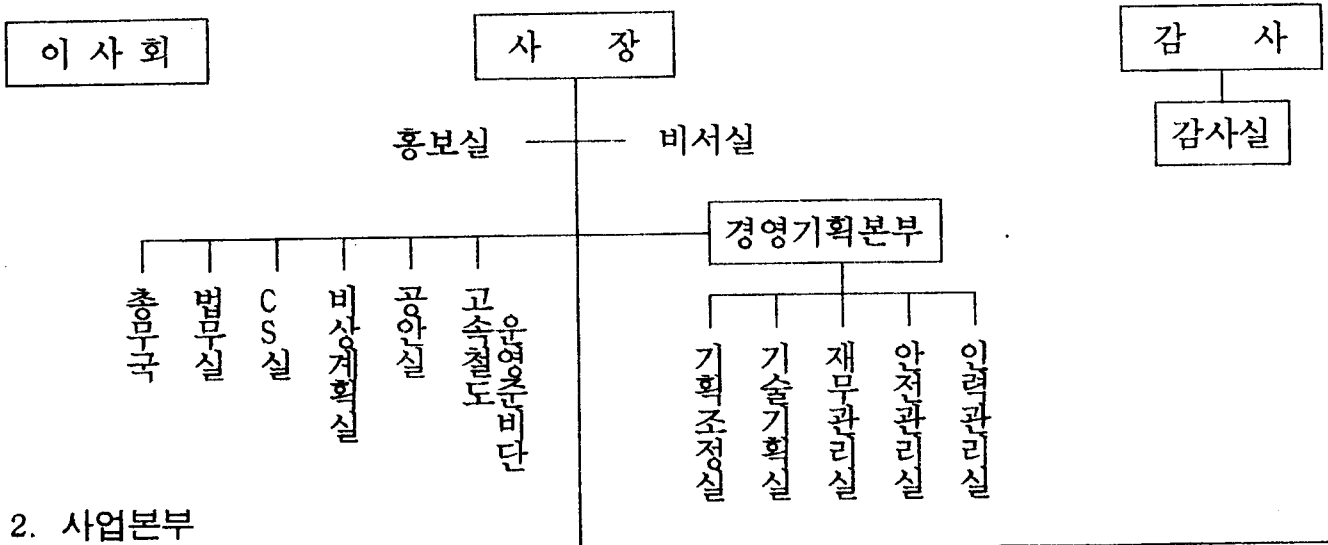 이 사 회
사 장
감 사
홍보실
비서실
감사실
경영기획본부
총무국
법무실
CS실
비상계획실
공안실
고속철도
운영준비단
기획조정실
기술기획실
재무관리실
안전관리실
인력관리실
2. 사업본부